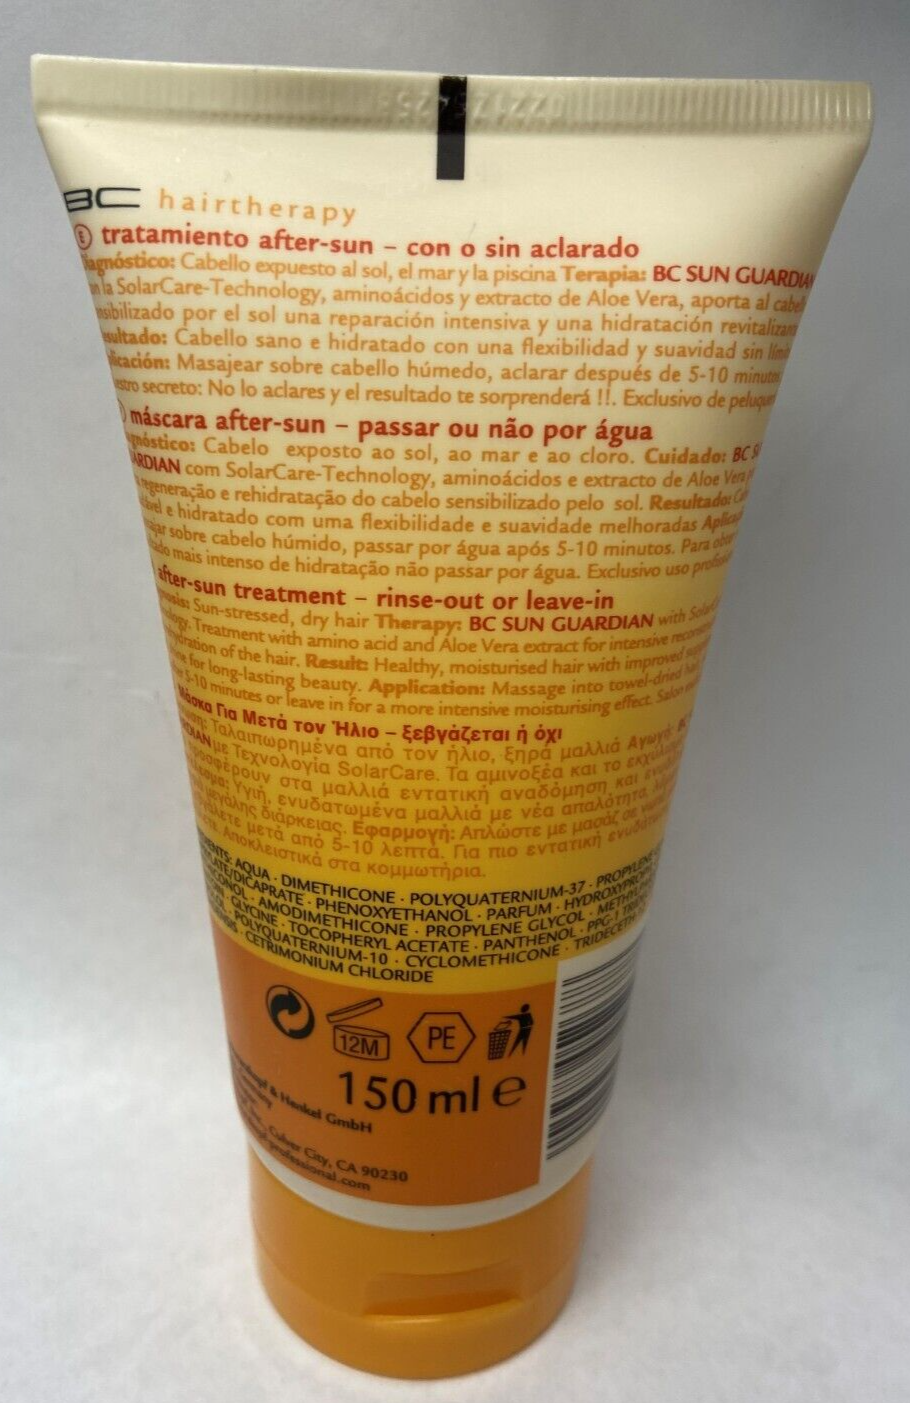 BC hairtherapy
E tratamiento after-sun – con o sin aclarado
Cabello expuesto al sol, el mar y la piscina Terapia: BC SUN GUARDIAN
la SolarCare-Technology, aminoácidos y extracto de Aloe Vera, aporta al
por el sol una reparación intensiva y una hidratación
Cabello sano e hidratado con una flexibilidad y suavidad sin
Masajear sobre cabello húmedo, aclarar después de 5-10
secreto: No lo aclares y el resultado te sorprenderá !!. Exclusivo de
máscara after-sun – passar ou não por água
Cabelo exposto ao sol, ao mar e ao cloro. Cuidado: BC
com SolarCare-Technology, aminoácidos e extracto de Aloe Vera
regeneração e rehidratação do cabelo sensibilizado pelo sol. Resultado:
e hidratado com uma flexibilidade e suavidade melhoradas
sobre cabelo húmido, passar por água após 5-10 minutos. Para
mais intenso de hidratação não passar por água. Exclusivo uso
after-sun treatment – rinse-out or leave-in
Sun-stressed, dry hair Therapy: BC SUN GUARDIAN with
Treatment with amino acid and Aloe Vera extract for intensive
of the hair. Result: Healthy, moisturised hair with improved
for long-lasting beauty. Application: Massage into towel-dried
5-10 minutes or leave in for a more intensive moisturising effect. Salon
Μάσκα Για Μετά τον Ήλιο – ξεβγάζεται ή όχι
Ταλαιπωρημένα από τον ήλιο, ξηρά μαλλιά Αγωγή:
με Τεχνολογία SolarCare. Τα αμινοξέα και το
προσφέρουν στα μαλλιά εντατική αναδόμηση και
Υγιή, ενυδατωμένα μαλλιά με νέα απαλότητα,
μεγάλης διάρκειας. Εφαρμογή: Απλώστε με μασάζ σε
μετά από 5-10 λεπτά. Για πιο εντατική
Αποκλειστικά στα κομμωτήρια.
AQUA · DIMETHICONE · POLYQUATERNIUM-37 ·
PHENOXYETHANOL · PARFUM ·
AMODIMETHICONE · PROPYLENE GLYCOL ·
GLYCINE · TOCOPHERYL ACETATE · PANTHENOL · PPG-1
POLYQUATERNIUM-10 · CYCLOMETHICONE ·
CETRIMONIUM CHLORIDE
12M
PE
150 ml e
& Henkel GmbH
Culver City, CA 90230